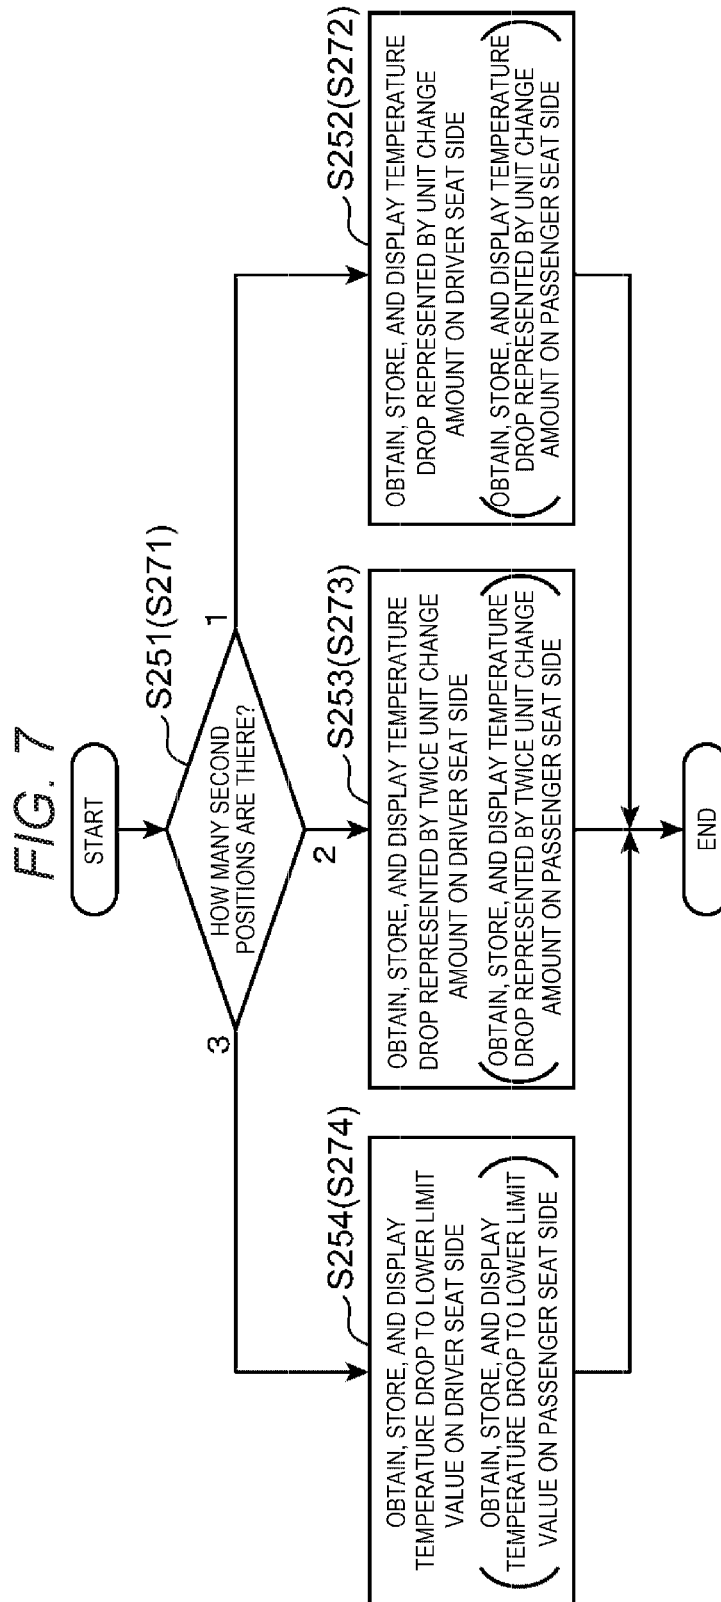 FIG. 7
START
S251(S271)
HOW MANY SECOND
POSITIONS ARE THERE?
3
2
1
S254(S274)
OBTAIN, STORE, AND DISPLAY
TEMPERATURE DROP TO LOWER LIMIT
VALUE ON DRIVER SEAT SIDE
(OBTAIN, STORE, AND DISPLAY
TEMPERATURE DROP TO LOWER LIMIT
VALUE ON PASSENGER SEAT SIDE)
S253(S273)
OBTAIN, STORE, AND DISPLAY TEMPERATURE
DROP REPRESENTED BY TWICE UNIT CHANGE
AMOUNT ON DRIVER SEAT SIDE
(OBTAIN, STORE, AND DISPLAY TEMPERATURE
DROP REPRESENTED BY TWICE UNIT CHANGE
AMOUNT ON PASSENGER SEAT SIDE)
S252(S272)
OBTAIN, STORE, AND DISPLAY TEMPERATURE
DROP REPRESENTED BY UNIT CHANGE
AMOUNT ON DRIVER SEAT SIDE
(OBTAIN, STORE, AND DISPLAY TEMPERATURE
DROP REPRESENTED BY UNIT CHANGE
AMOUNT ON PASSENGER SEAT SIDE)
END